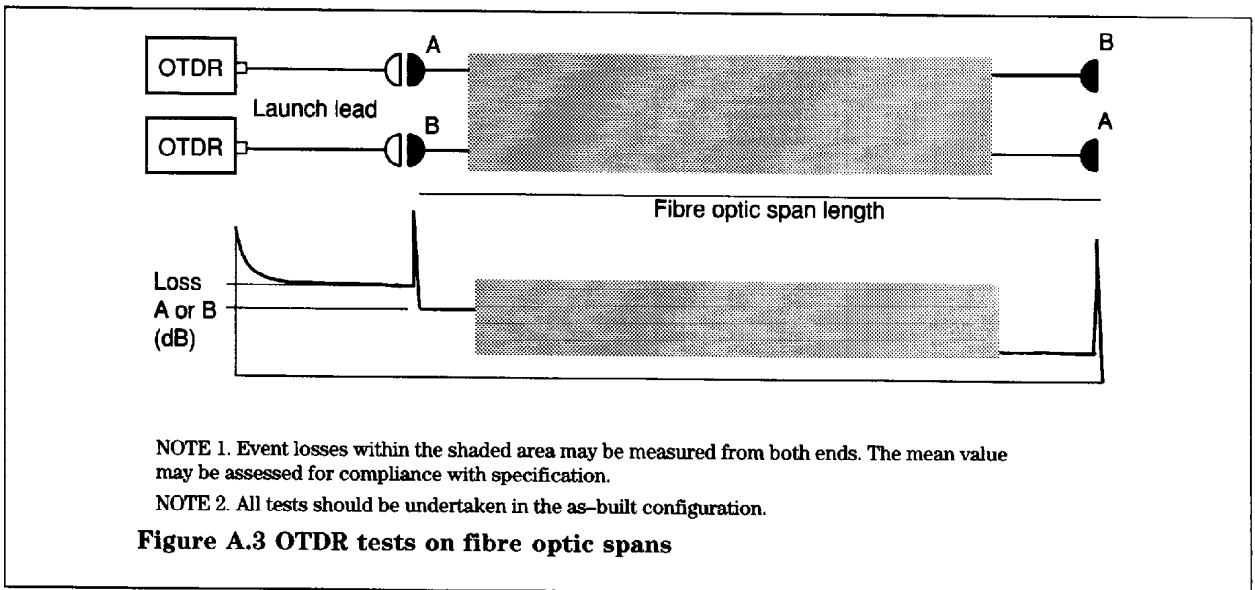 A
B
OTDR
Launch lead
B
A
OTDR
Fibre optic span length
Loss
A or B
(dB)
NOTE 1. Event losses within the shaded area may be measured from both ends. The mean value
may be assessed for compliance with specification.
NOTE 2. All tests should be undertaken in the as–built configuration.
Figure A.3 OTDR tests on fibre optic spans